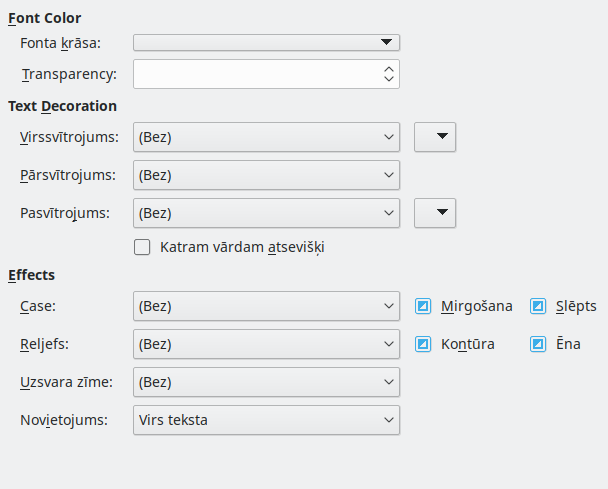 Font Color
Fonta krāsa:
Transparency:
Text Decoration
Virssvītrojums: (Bez)
Pārsvītrojums: (Bez)
Pasvītrojums: (Bez)
Katram vārdam atsevišķi
Effects
Case: (Bez) Mirgošana Slēpts
Reljefs: (Bez) Kontūra Ēna
Uzsvara zīme: (Bez)
Novietojums: Virs teksta